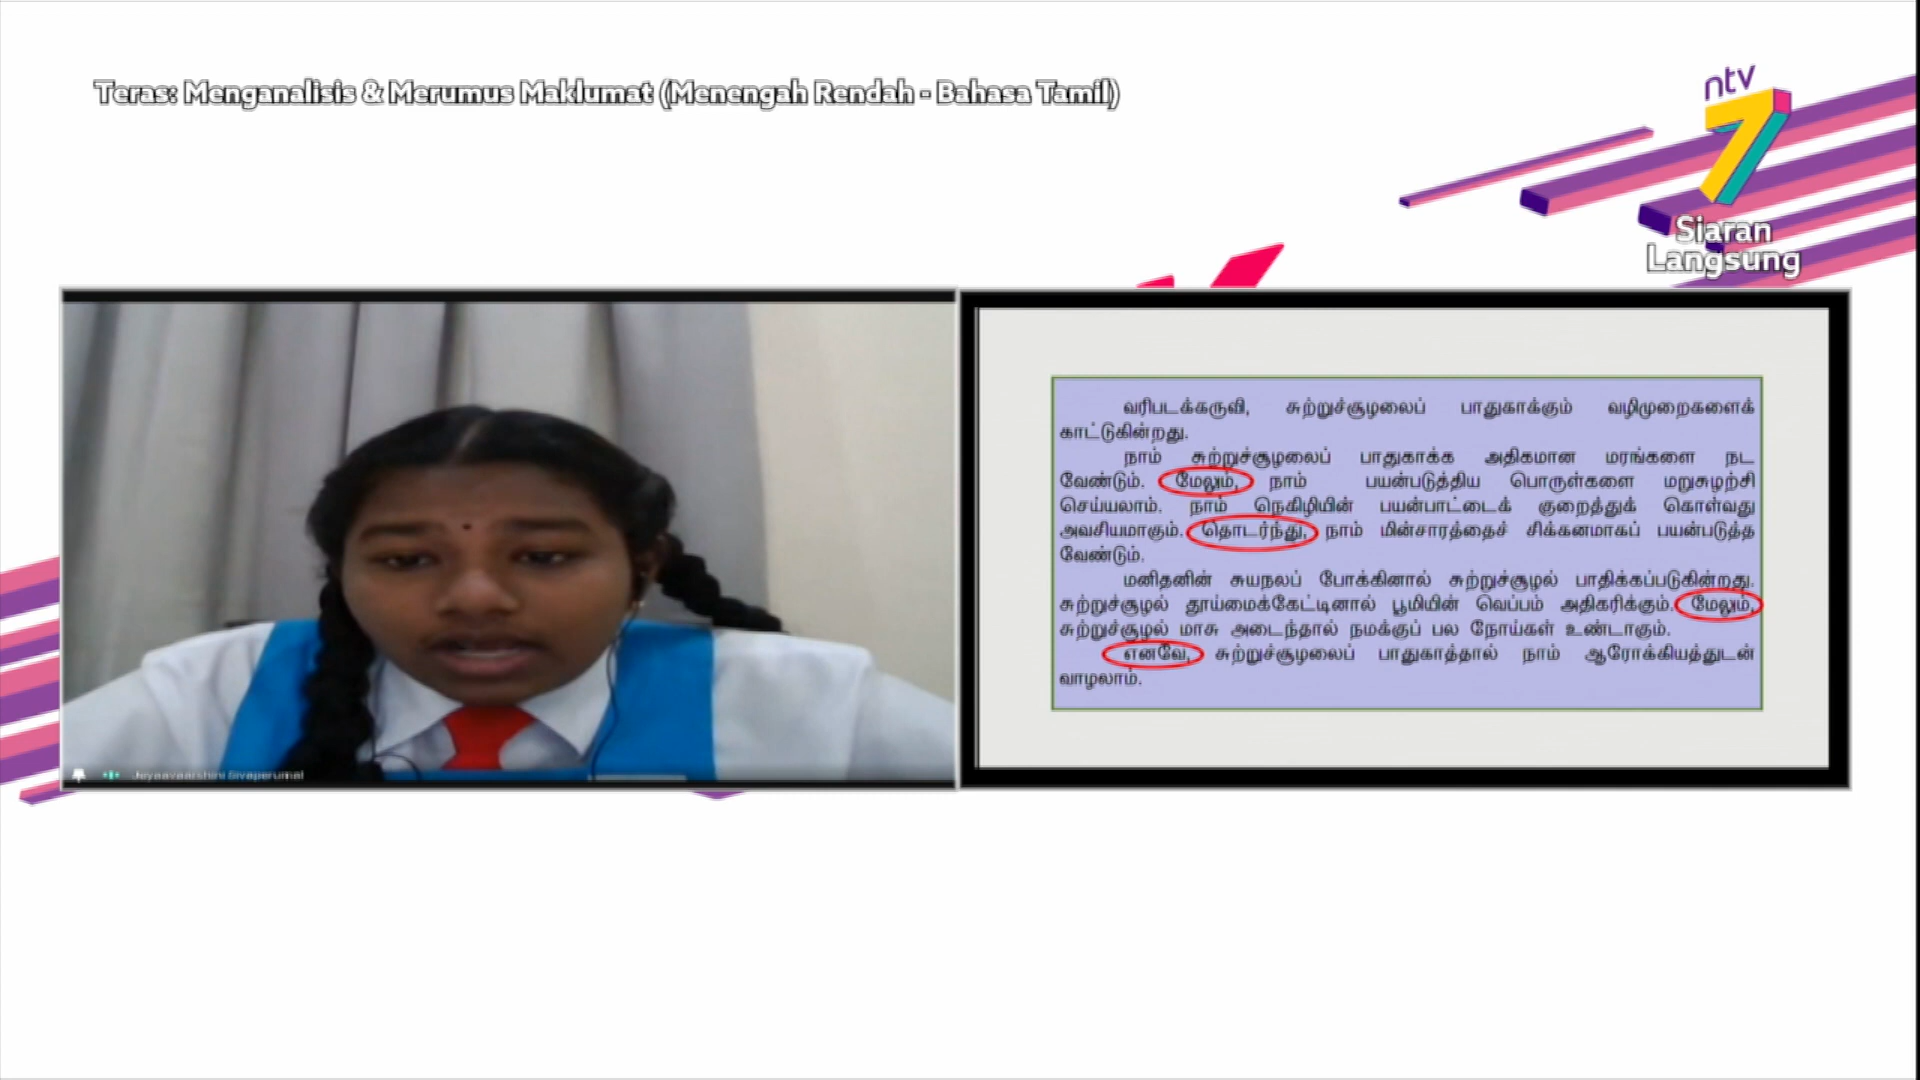 Teras: Menganalisis & Merumus Maklumat (Menengah Rendah - Bahasa Tamil)
ntv
7
Siaran
Langsung
வரிபடக்கருவி, சுற்றுச்சூழலைப் பாதுகாக்கும் வழிமுறைகளைக்
காட்டுகின்றது.
நாம் சுற்றுச்சூழலைப் பாதுகாக்க அதிகமான மரங்களை நட
வேண்டும். மேலும், நாம் பயன்படுத்திய பொருள்களை மறுசுழற்சி
செய்யலாம். நாம் நெகிழியின் பயன்பாட்டைக் குறைத்துக் கொள்வது
அவசியமாகும். தொடர்ந்து, நாம் மின்சாரத்தைச் சிக்கனமாகப் பயன்படுத்த
வேண்டும்.
மனிதனின் சுயநலப் போக்கினால் சுற்றுச்சூழல் பாதிக்கப்படுகின்றது.
சுற்றுச்சூழல் தூய்மைக்கேட்டினால் பூமியின் வெப்பம் அதிகரிக்கும். மேலும்,
சுற்றுச்சூழல் மாசு அடைந்தால் நமக்குப் பல நோய்கள் உண்டாகும்.
எனவே, சுற்றுச்சூழலைப் பாதுகாத்தால் நாம் ஆரோக்கியத்துடன்
வாழலாம்.